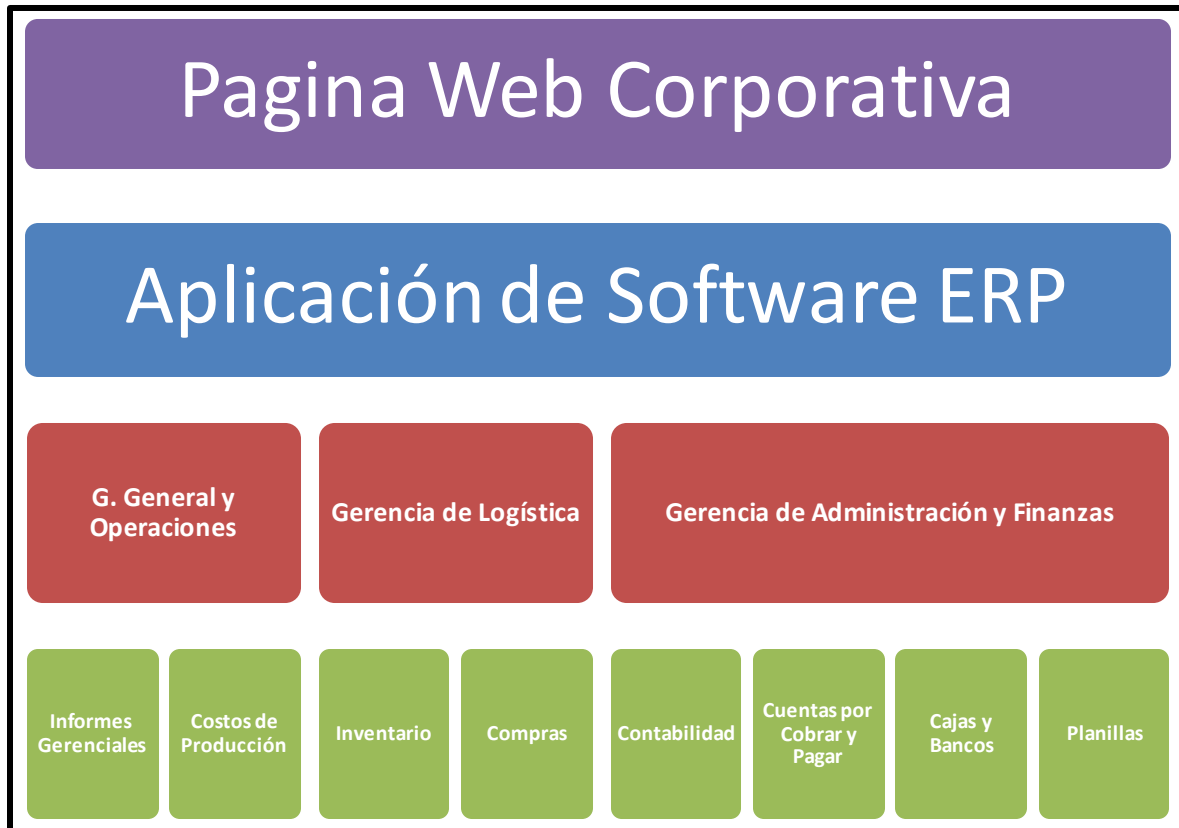 Pagina Web Corporativa
Aplicación de Software ERP
G. General y
Operaciones
Gerencia de Logística
Gerencia de Administración y Finanzas
Informes
Gerenciales
Costos de
Producción
Inventario
Compras
Contabilidad
Cuentas por
Cobrar y
Pagar
Cajas y
Bancos
Planillas